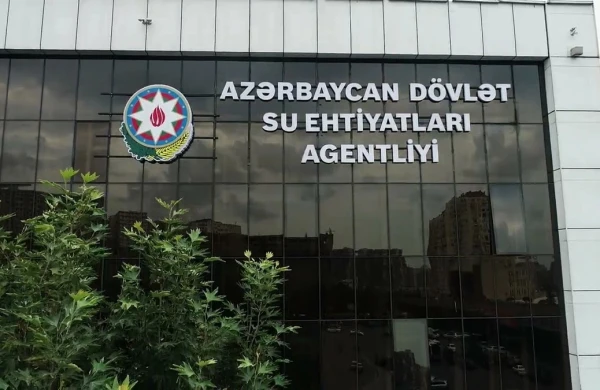 AZƏRBAYCAN DÖVLƏT
SU EHTİYATLARI
AGENTLİYİ